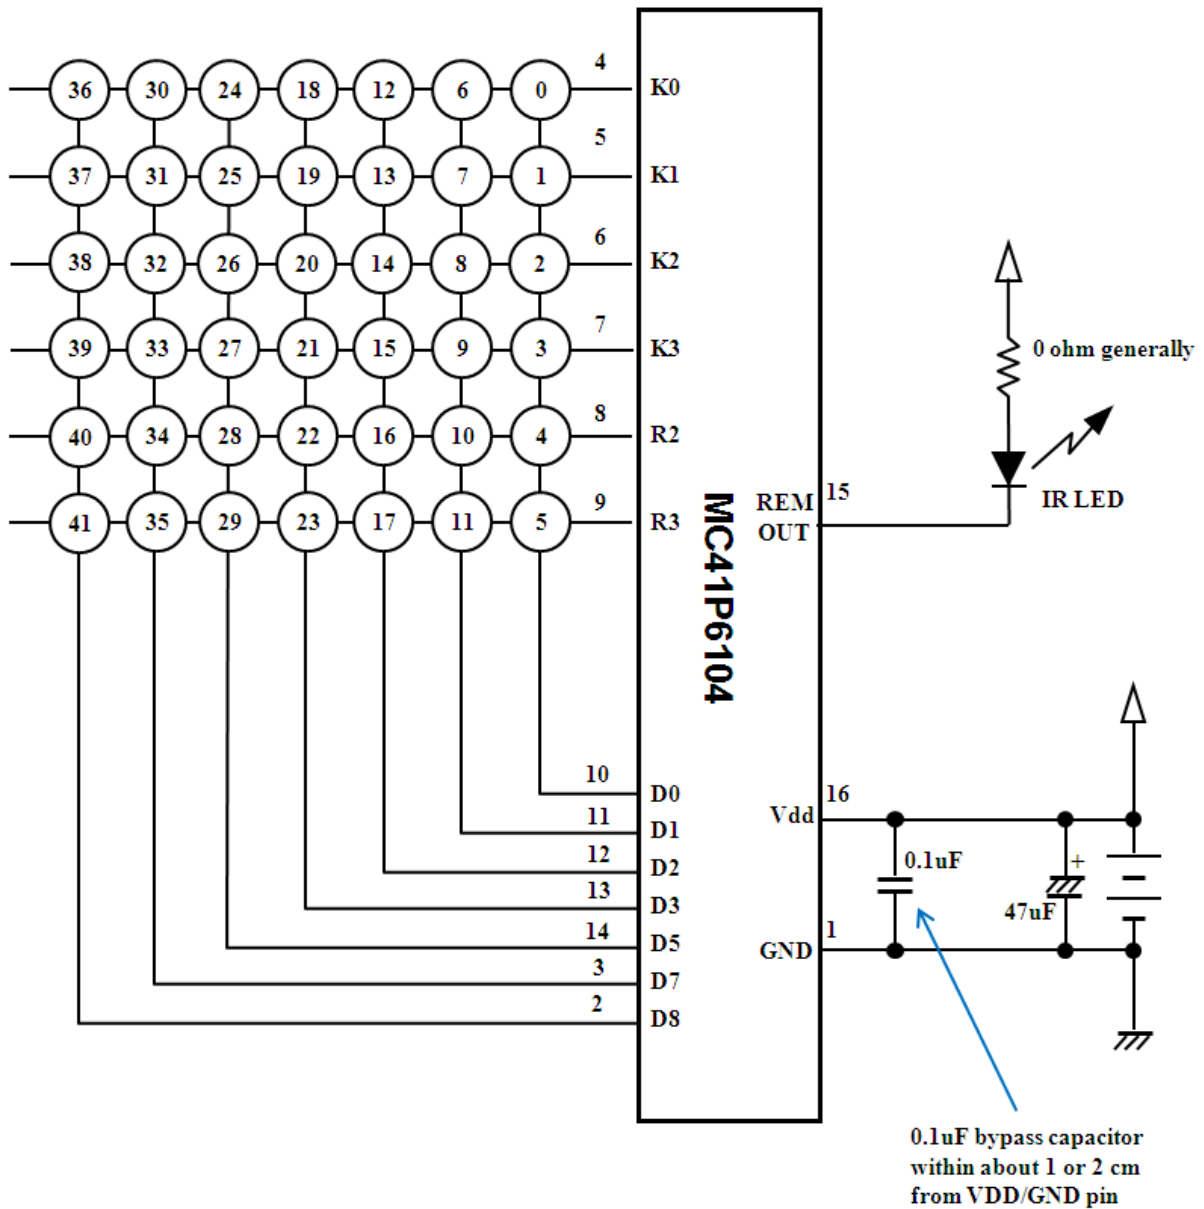 4
36 30 24 18 12 6 0 K0
5
37 31 25 19 13 7 1 K1
6
38 32 26 20 14 8 2 K2
7
39 33 27 21 15 9 3 K3
8
40 34 28 22 16 10 4 R2
9
41 35 29 23 17 11 5 R3
MC41P6104
0 ohm generally
IR LED
REM 15
OUT
10
D0
11
D1
12
D2
13
D3
14
D5
3
D7
2
D8
16
Vdd
0.1uF
+
47uF
1
GND
0.1uF bypass capacitor
within about 1 or 2 cm
from VDD/GND pin